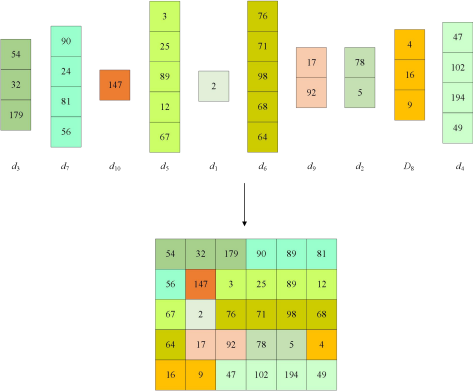 54
32
179
d3
90
24
81
56
d7
147
d10
3
25
89
12
67
d5
2
d1
76
71
98
68
64
d6
17
92
d9
78
5
d2
4
16
9
D8
47
102
194
49
d4
54 32 179 90 89 81
56 147 3 25 89 12
67 2 76 71 98 68
64 17 92 78 5 4
16 9 47 102 194 49